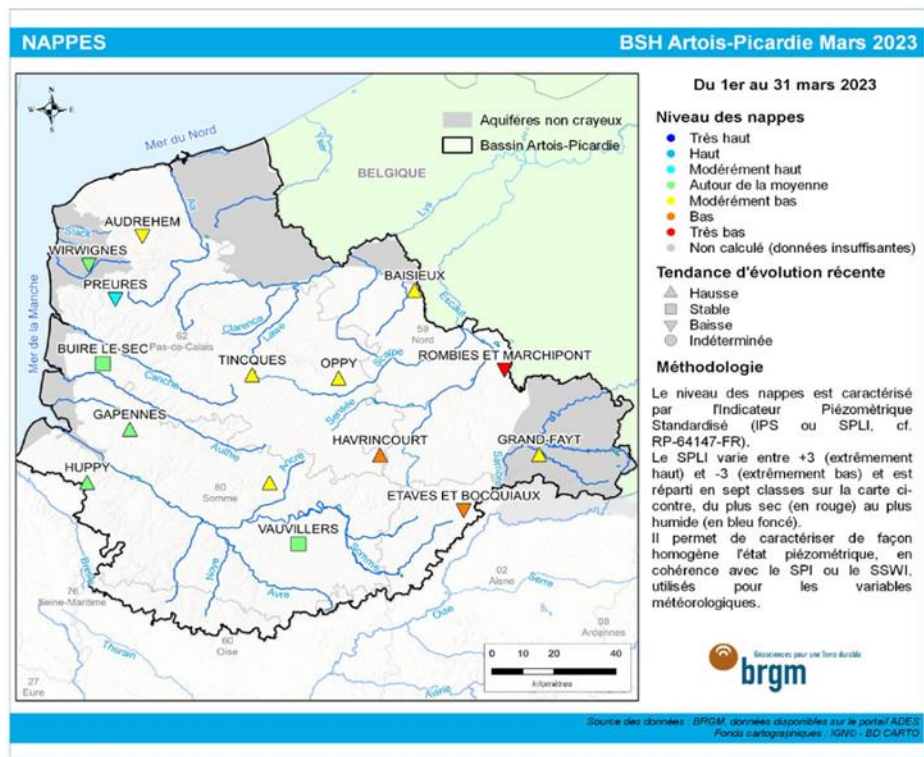 NAPPES
BSH Artois-Picardie Mars 2023
Mer du Nord
Aquifères non crayeux
Bassin Artois-Picardie
BELGIQUE
Yser
Lys
Aa
AUDREHEM
Slack
WIRWIGNES
PREURES
BAISIEUX
Escaut
Mer de la Manche
Clarence
Lawe
59
Nord
62
Pas-de-Calais
BUIRE LE SEC
TINCQUES
OPPY
Scarpe
ROMBIES ET MARCHIPONT
Canche
Sensée
GAPENNES
HAVRINCOURT
GRAND-FAYT
Authie
Sambre
HUPPY
Ancre
80
Somme
ETAVES ET BOCQUIAUX
VAUVILLERS
Somme
Bresle
Noye
Avre
02
Aisne
Serre
76
Seine-Maritime
Oise
60
Oise
08
Ardennes
Thérain
27
Eure
Aisne
0 10 20 40
kilomètres
Du 1er au 31 mars 2023
Niveau des nappes
Très haut
Haut
Modérément haut
Autour de la moyenne
Modérément bas
Bas
Très bas
Non calculé (données insuffisantes)
Tendance d'évolution récente
Hausse
Stable
Baisse
Indéterminée
Méthodologie
Le niveau des nappes est caractérisé
par l'Indicateur Piézomètrique
Standardisé (IPS ou SPLI, cf.
RP-64147-FR).
Le SPLI varie entre +3 (extrêmement
haut) et -3 (extrêmement bas) et est
réparti en sept classes sur la carte ci-
contre, du plus sec (en rouge) au plus
humide (en bleu foncé).
Il permet de caractériser de façon
homogène l'état piézométrique, en
cohérence avec le SPI ou le SSWI,
utilisés pour les variables
météorologiques.
Géosciences pour une Terre durable
brgm
Source des données : BRGM, données disponibles sur le portail ADES
Fonds cartographiques : IGN© - BD CARTO